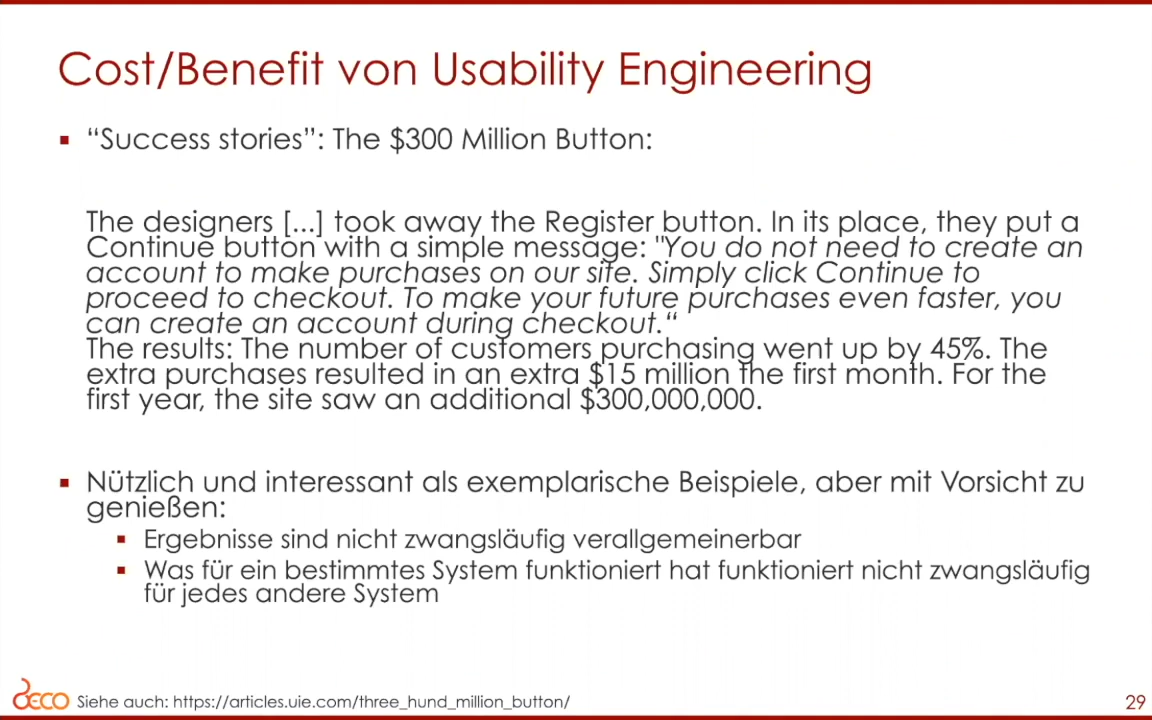 Cost/Benefit von Usability Engineering
“Success stories”: The $300 Million Button:
The designers [...] took away the Register button. In its place, they put a
Continue button with a simple message: "You do not need to create an
account to make purchases on our site. Simply click Continue to
proceed to checkout. To make your future purchases even faster, you
can create an account during checkout.“
The results: The number of customers purchasing went up by 45%. The
extra purchases resulted in an extra $15 million the first month. For the
first year, the site saw an additional $300,000,000.
Nützlich und interessant als exemplarische Beispiele, aber mit Vorsicht zu
genießen:
Ergebnisse sind nicht zwangsläufig verallgemeinerbar
Was für ein bestimmtes System funktioniert hat funktioniert nicht zwangsläufig
für jedes andere System
DECO Siehe auch: https://articles.uie.com/three_hund_million_button/
29